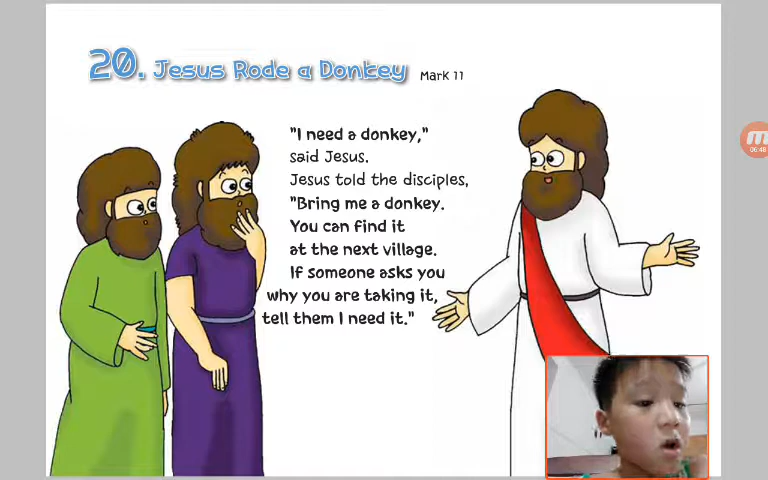 20. Jesus Rode a Donkey Mark 11
"I need a donkey,"
said Jesus.
Jesus told the disciples,
"Bring me a donkey.
You can find it
at the next village.
If someone asks you
why you are taking it,
tell them I need it."
06:48